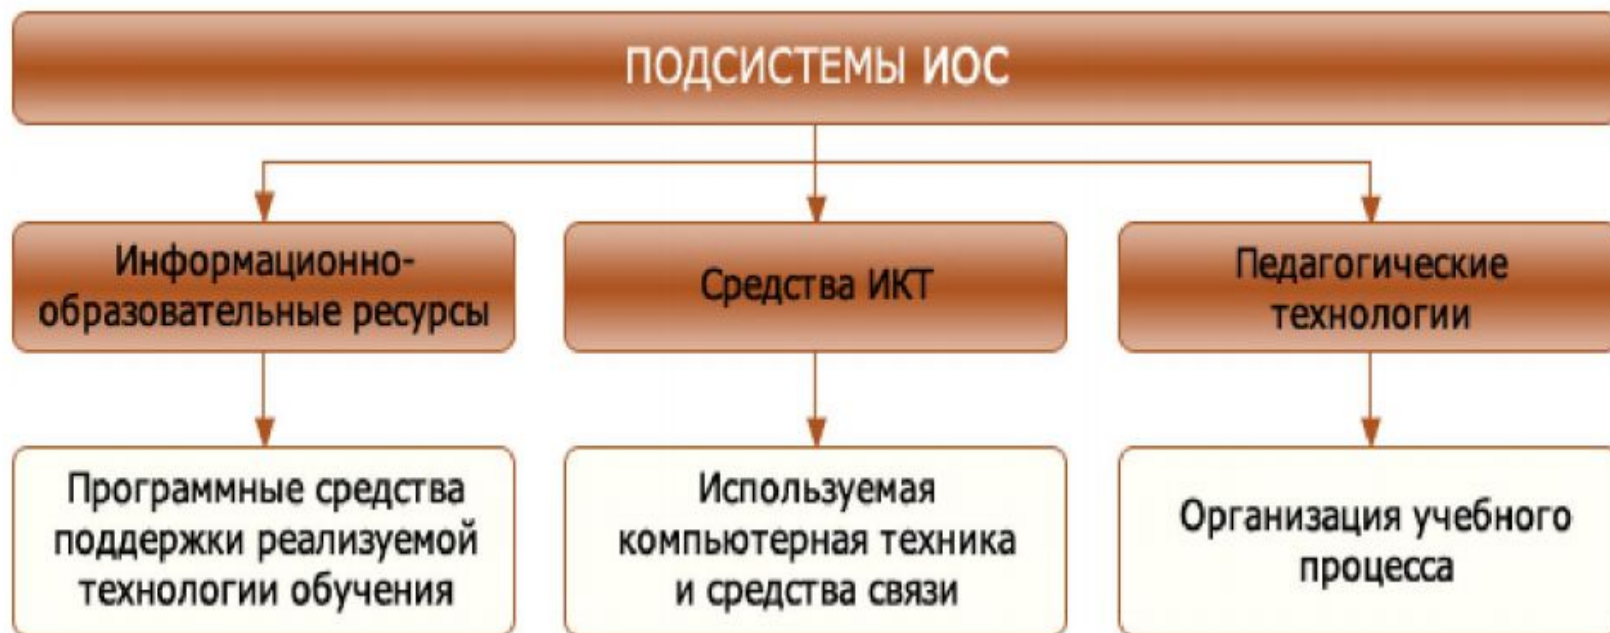 ПОДСИСТЕМЫ ИОС
Информационно-
образовательные ресурсы
Средства ИКТ
Педагогические
технологии
Программные средства
поддержки реализуемой
технологии обучения
Используемая
компьютерная техника
и средства связи
Организация учебного
процесса